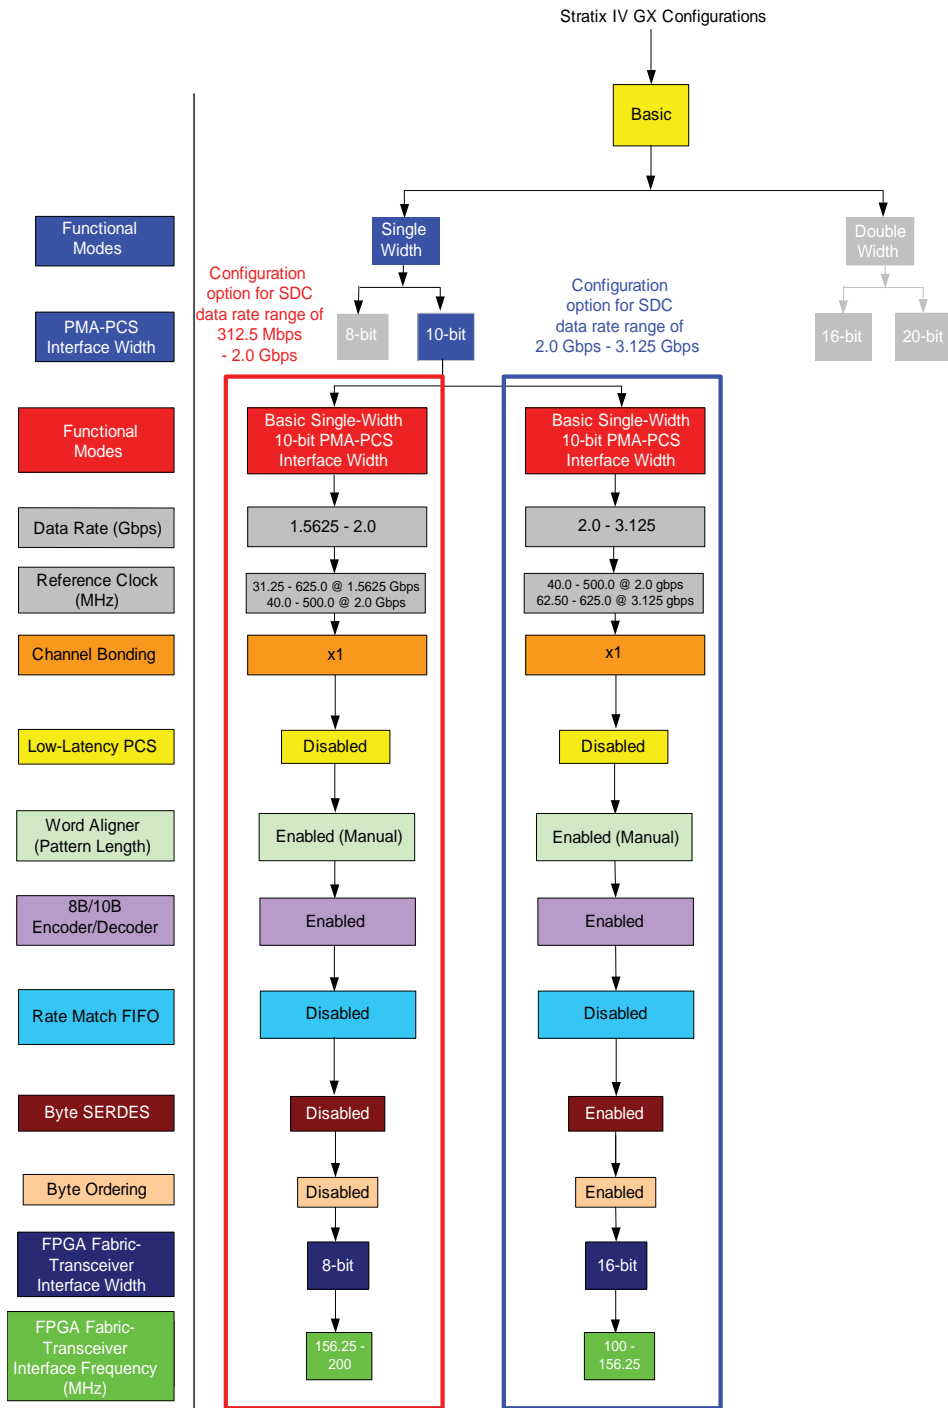 Stratix IV GX Configurations
Basic
Functional
Modes
Single
Width
Double
Width
Configuration
option for SDC
data rate range of
312.5 Mbps
- 2.0 Gbps
Configuration
option for SDC
data rate range of
2.0 Gbps - 3.125 Gbps
PMA-PCS
Interface Width
8-bit
10-bit
16-bit
20-bit
Functional
Modes
Basic Single-Width
10-bit PMA-PCS
Interface Width
Basic Single-Width
10-bit PMA-PCS
Interface Width
Data Rate (Gbps)
1.5625 - 2.0
2.0 - 3.125
Reference Clock
(MHz)
31.25 - 625.0 @ 1.5625 Gbps
40.0 - 500.0 @ 2.0 Gbps
40.0 - 500.0 @ 2.0 gbps
62.50 - 625.0 @ 3.125 gbps
Channel Bonding
x1
x1
Low-Latency PCS
Disabled
Disabled
Word Aligner
(Pattern Length)
Enabled (Manual)
Enabled (Manual)
8B/10B
Encoder/Decoder
Enabled
Enabled
Rate Match FIFO
Disabled
Disabled
Byte SERDES
Disabled
Enabled
Byte Ordering
Disabled
Enabled
FPGA Fabric-
Transceiver
Interface Width
8-bit
16-bit
FPGA Fabric-
Transceiver
Interface Frequency
(MHz)
156.25 -
200
100 -
156.25